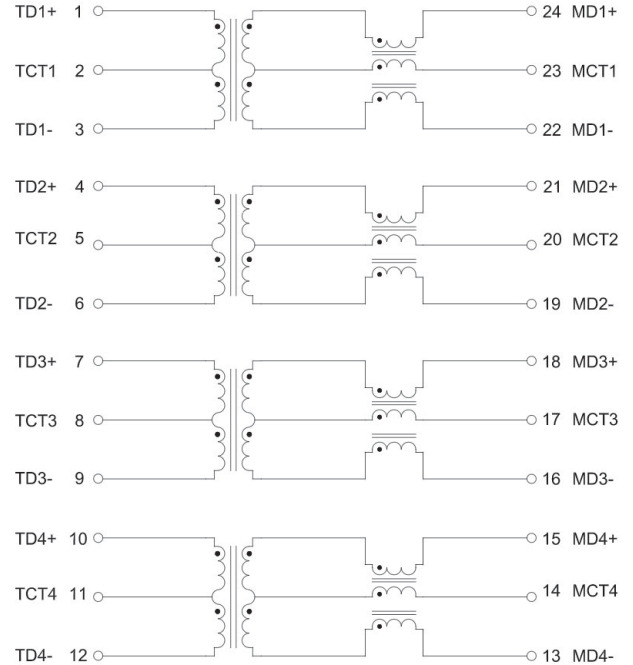 TD1+ 1 24 MD1+
TCT1 2 23 MCT1
TD1- 3 22 MD1-
TD2+ 4 21 MD2+
TCT2 5 20 MCT2
TD2- 6 19 MD2-
TD3+ 7 18 MD3+
TCT3 8 17 MCT3
TD3- 9 16 MD3-
TD4+ 10 15 MD4+
TCT4 11 14 MCT4
TD4- 12 13 MD4-